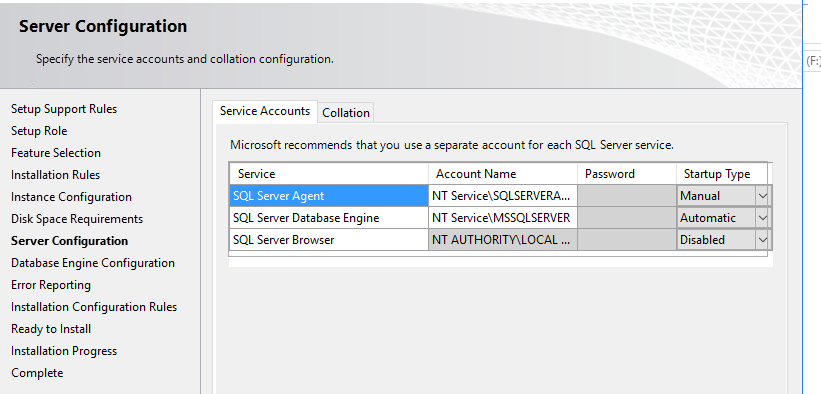 Server Configuration
Specify the service accounts and collation configuration.
(F:)
Setup Support Rules
Setup Role
Feature Selection
Installation Rules
Instance Configuration
Disk Space Requirements
Server Configuration
Database Engine Configuration
Error Reporting
Installation Configuration Rules
Ready to Install
Installation Progress
Complete
Service Accounts Collation
Microsoft recommends that you use a separate account for each SQL Server service.
Service Account Name Password Startup Type
SQL Server Agent NT Service\SQLSERVERA... Manual
SQL Server Database Engine NT Service\MSSQLSERVER Automatic
SQL Server Browser NT AUTHORITY\LOCAL ... Disabled